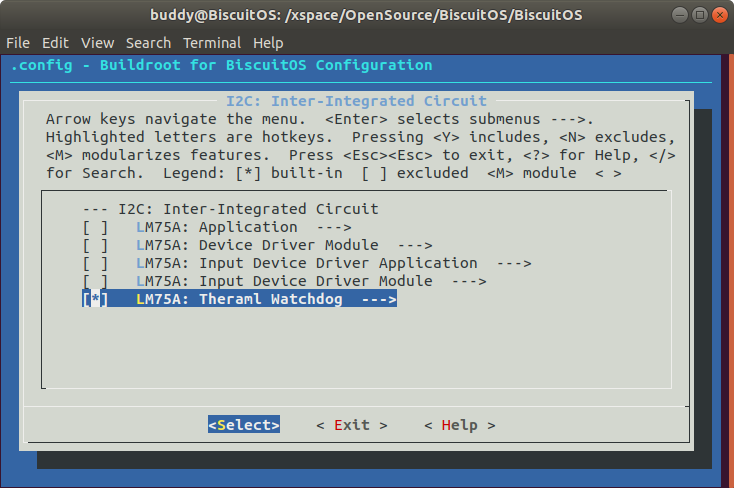 buddy@BiscuitOS: /xspace/OpenSource/BiscuitOS/BiscuitOS
File Edit View Search Terminal Help
.config - Buildroot for BiscuitOS Configuration
I2C: Inter-Integrated Circuit
Arrow keys navigate the menu. <Enter> selects submenus --->.
Highlighted letters are hotkeys. Pressing <Y> includes, <N> excludes,
<M> modularizes features. Press <Esc><Esc> to exit, <?> for Help, </>
for Search. Legend: [*] built-in [ ] excluded <M> module < >
--- I2C: Inter-Integrated Circuit
[ ] LM75A: Application --->
[ ] LM75A: Device Driver Module --->
[ ] LM75A: Input Device Driver Application --->
[ ] LM75A: Input Device Driver Module --->
[*] LM75A: Theraml Watchdog --->
<Select> < Exit > < Help >